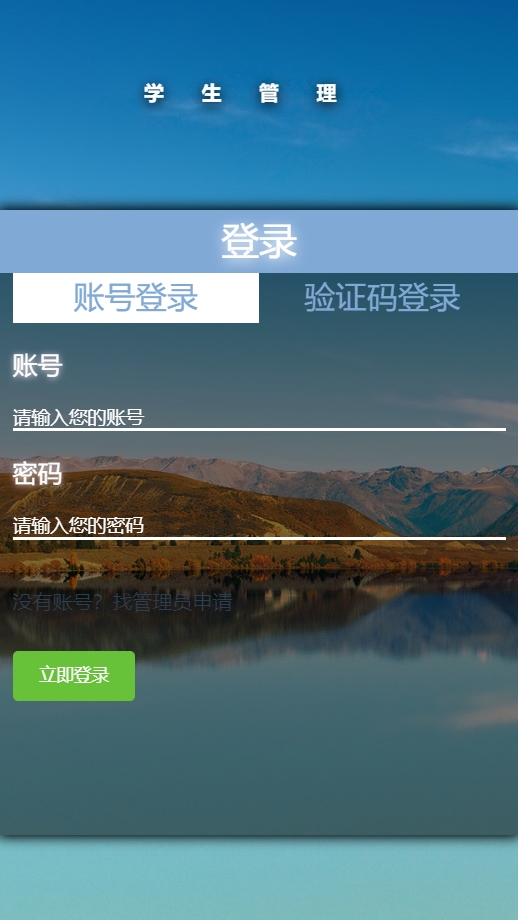 学生管理
登录
账号登录 验证码登录
账号
请输入您的账号
密码
请输入您的密码
没有账号？找管理员申请
立即登录